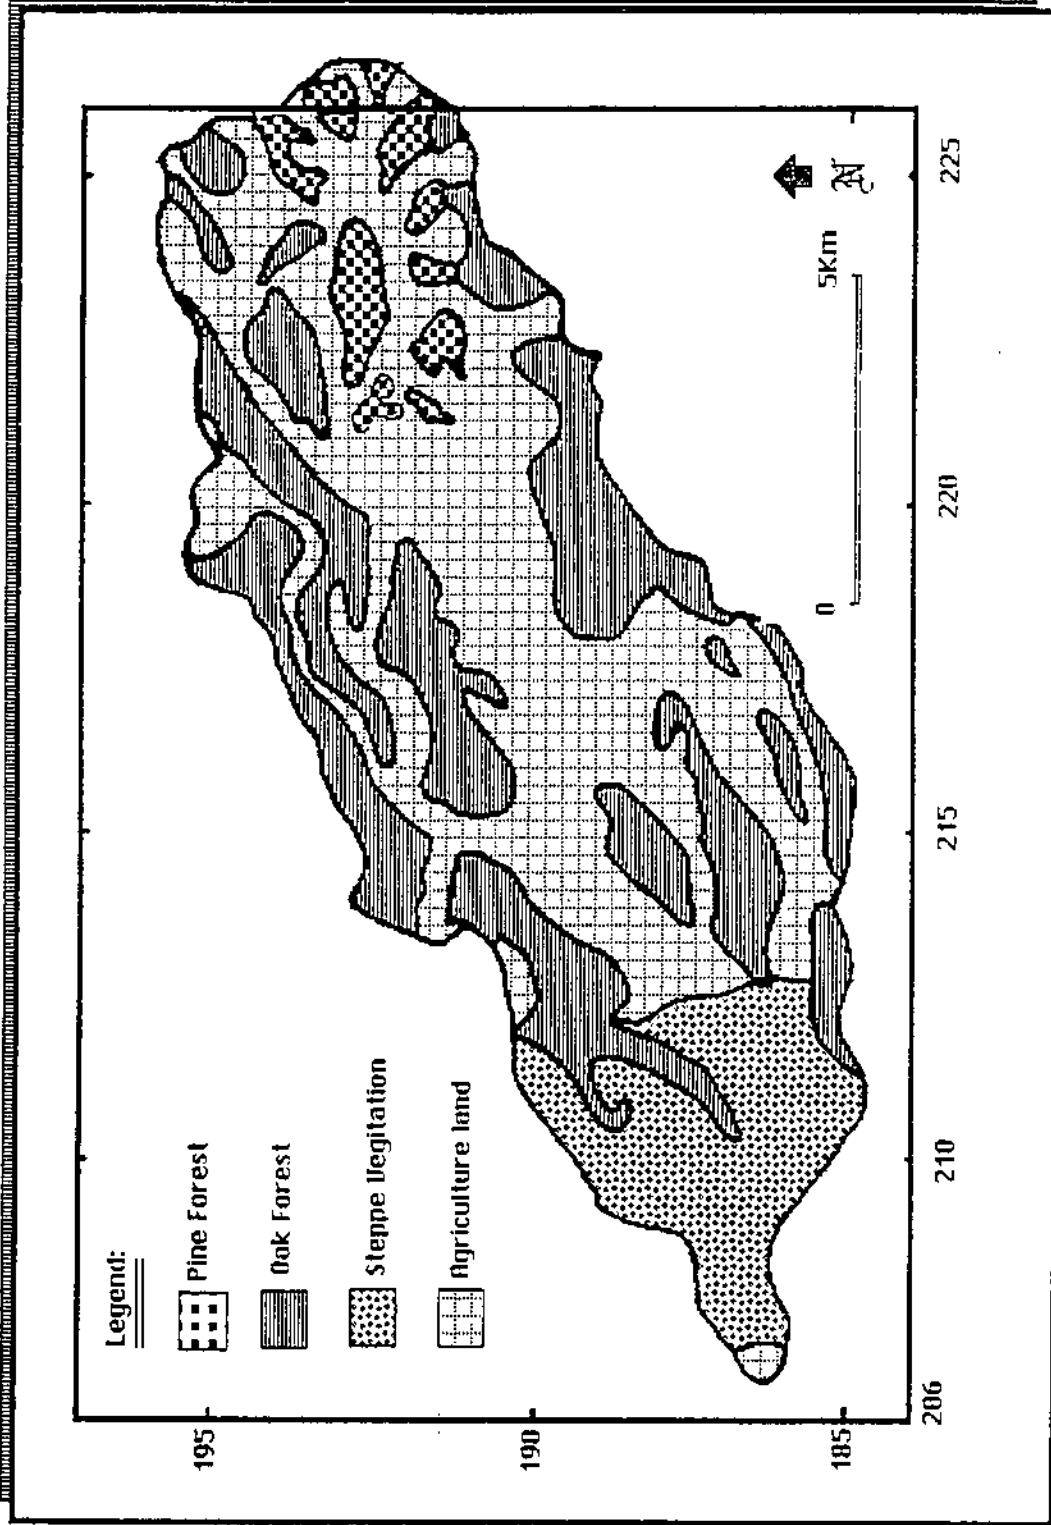 Legend:
Pine Forest
Oak Forest
Steppe Vegitation
Agriculture land
195
190
185
206
210
215
220
225
0
5Km
N